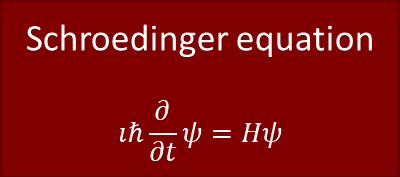 Schroedinger equation
ıħ ∂/∂t ψ = Hψ